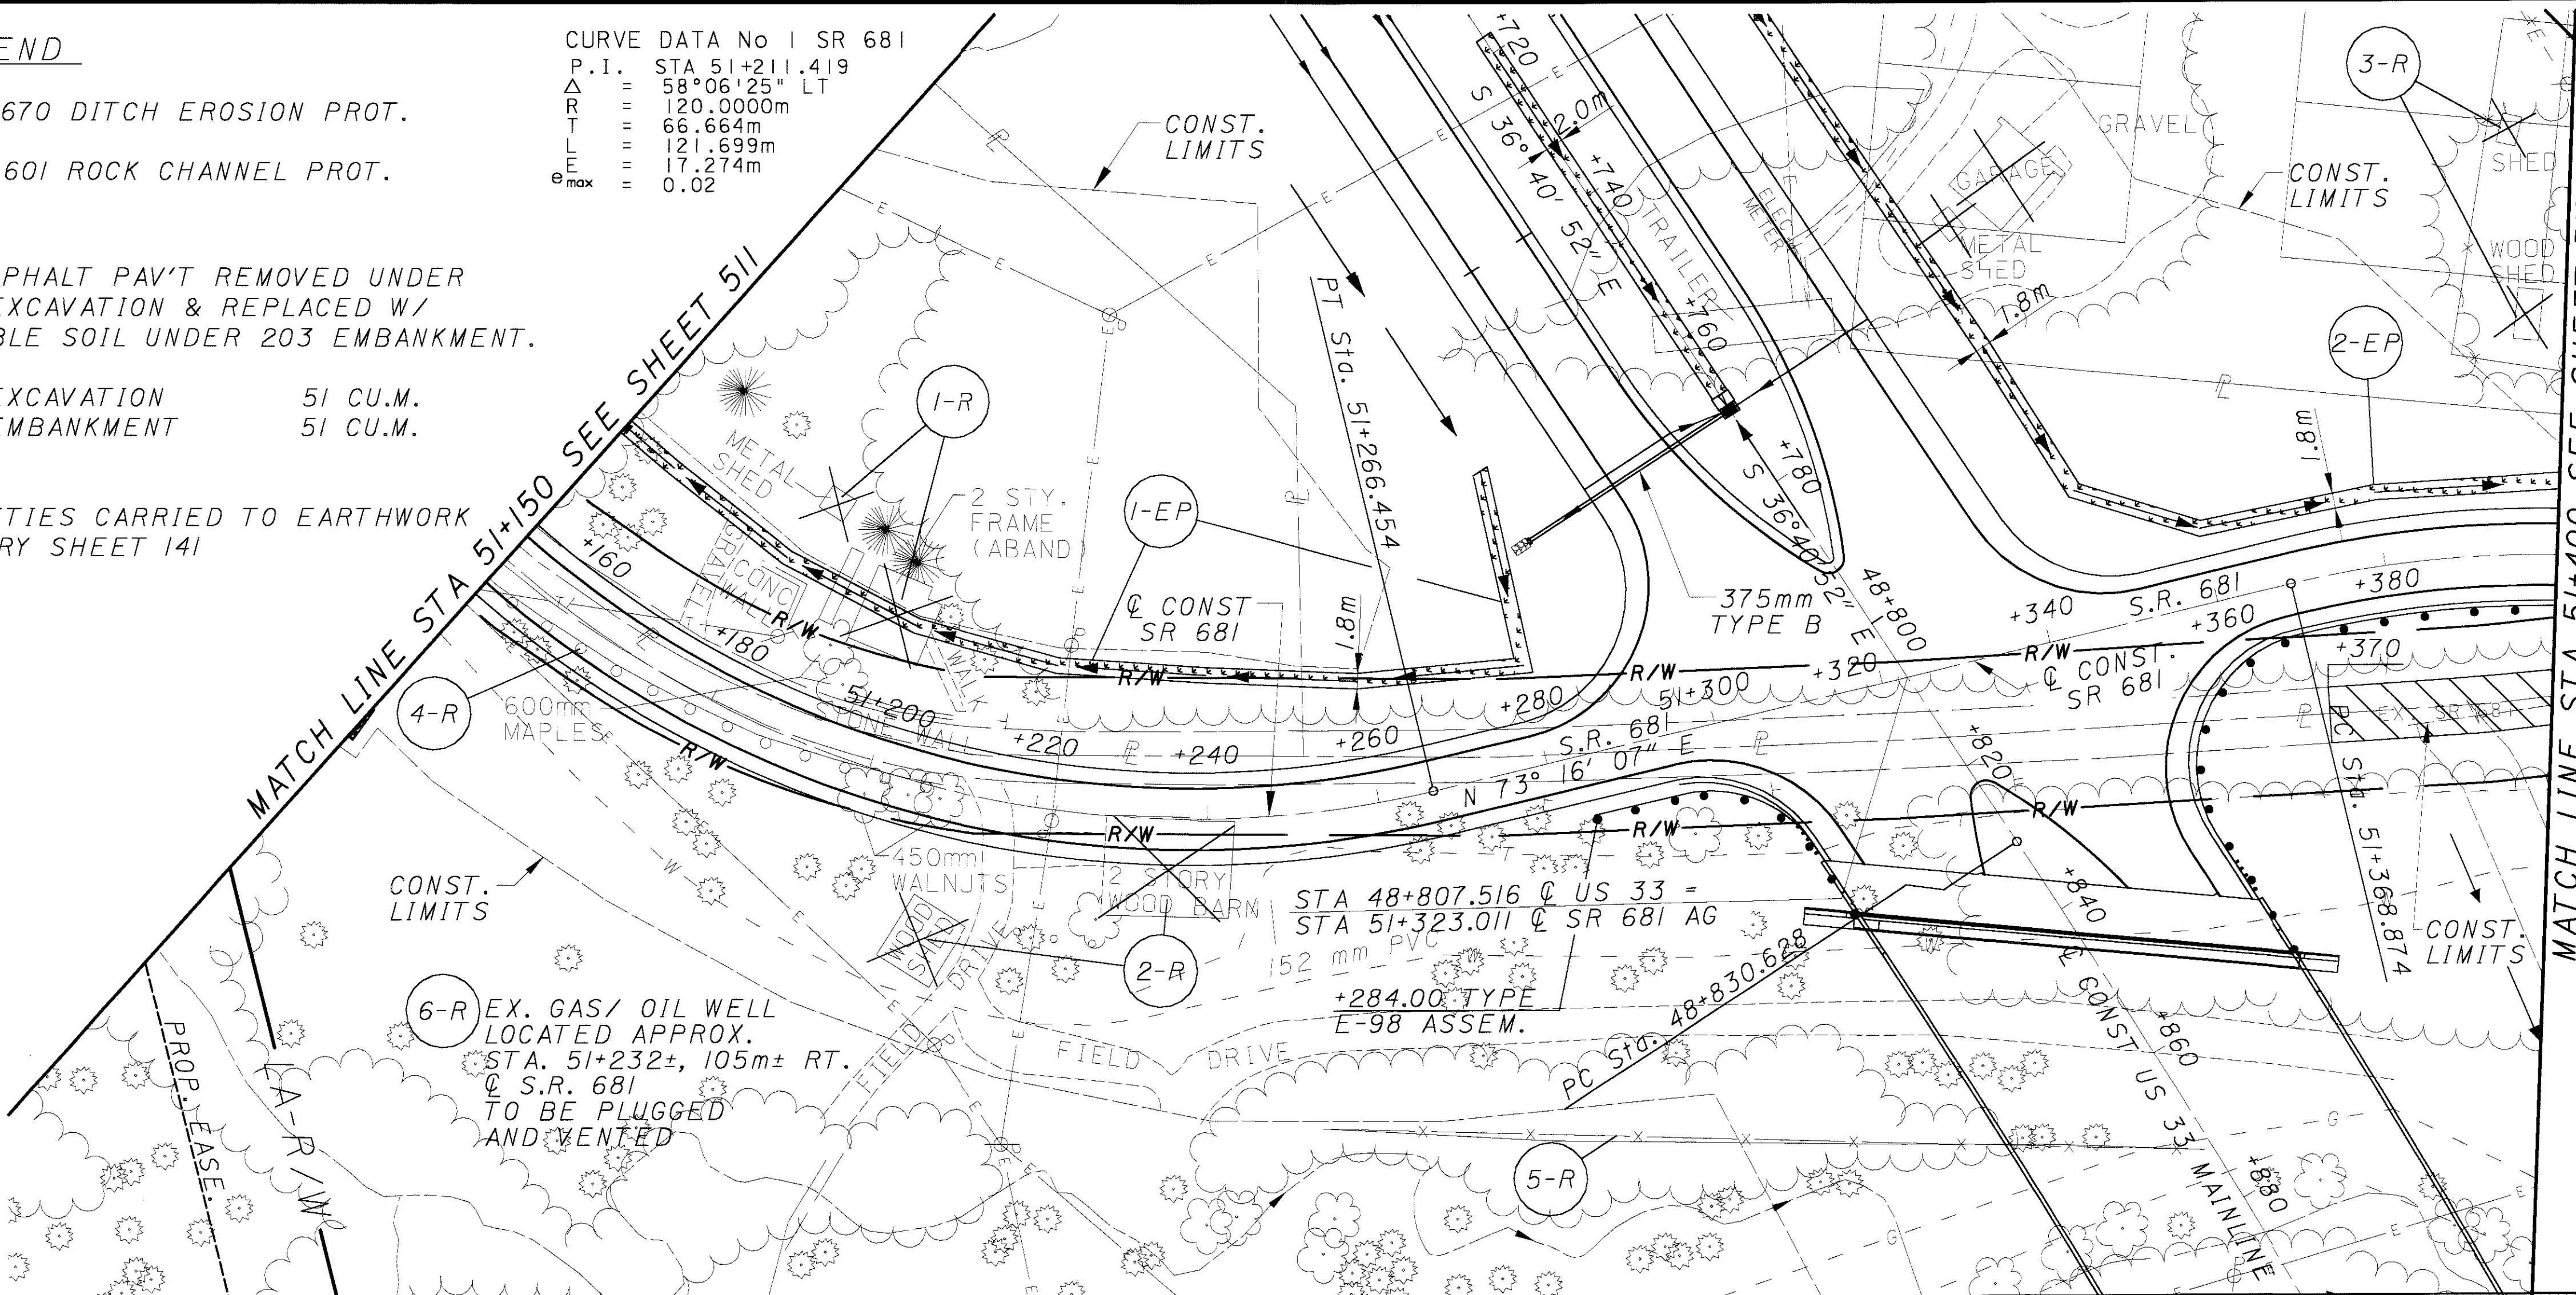 END
670 DITCH EROSION PROT.
601 ROCK CHANNEL PROT.
PHALT PAV'T REMOVED UNDER
EXCAVATION & REPLACED W/
BLE SOIL UNDER 203 EMBANKMENT.
EXCAVATION 51 CU.M.
EMBANKMENT 51 CU.M.
TIES CARRIED TO EARTHWORK
RY SHEET 141
CURVE DATA No 1 SR 681
P.I. STA 51+211.419
Δ = 58°06'25" LT
R = 120.0000m
T = 66.664m
L = 121.699m
E = 17.274m
emax = 0.02
MATCH LINE STA 51+150 SEE SHEET 511
CONST.
LIMITS
+720
S 36° 40' 52" E
2.0m
+740
TRAILER
+760
ELEC
METER
GARAGE
GRAVEL
METAL
SHED
1.8m
CONST.
LIMITS
3-R
SHED
WOOD
SHED
2-EP
1.8m
PT Sta. 51+266.454
1-R
METAL
SHED
2 STY.
FRAME
(ABAND)
1-EP
GRAVEL
CONC
WALL
WALK
+160
+180
R/W
℄ CONST
SR 681
1.8m
375mm
TYPE B
+780
S 36°40'52" E
48+800
+340
S.R. 681
+360
+380
+370
R/W
R/W
R/W
+320
℄ CONST.
SR 681
4-R
600mm
MAPLES
51+200
STONE WALL
+220
℄ +240
+260
+280
51+300
S.R. 681
N 73° 16' 07" E
EX. SR 681
PC Sta. 51+368.874
R/W
R/W
R/W
R/W
+820
+840
450mm
WALNUTS
2 STORY
WOOD BARN
WOOD
SHED
DRIVE
2-R
CONST.
LIMITS
STA 48+807.516 ℄ US 33 =
STA 51+323.011 ℄ SR 681 AG
152 mm PVC
+284.00 TYPE
E-98 ASSEM.
PC Sta. 48+830.628
CONST.
LIMITS
6-R
EX. GAS/ OIL WELL
LOCATED APPROX.
STA. 51+232±, 105m± RT.
℄ S.R. 681
TO BE PLUGGED
AND VENTED
FIELD
FIELD DRIVE
PROP. EASE.
LA-R/W
5-R
℄ CONST US 33 MAINLINE
+860
+880
MATCH LINE STA 51+400